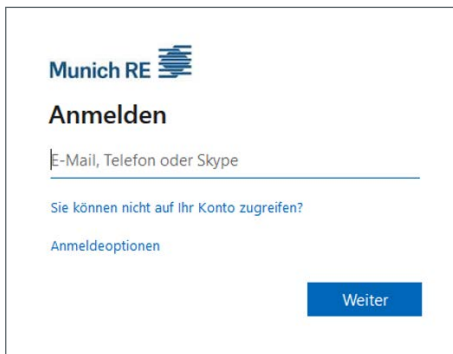 Munich RE
Anmelden
E-Mail, Telefon oder Skype
Sie können nicht auf Ihr Konto zugreifen?
Anmeldeoptionen
Weiter